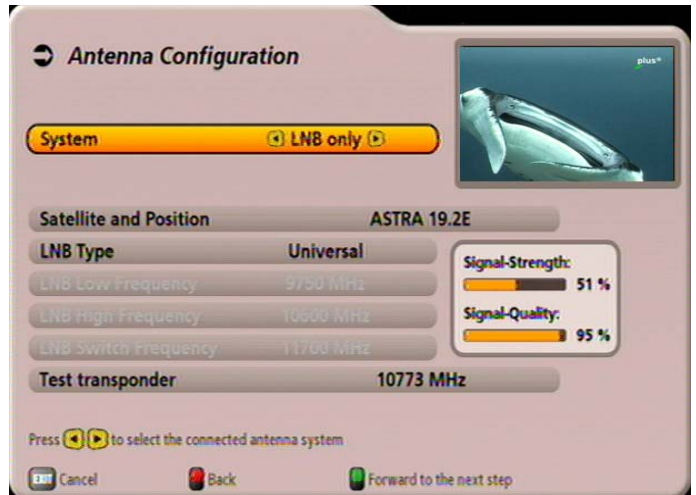 Antenna Configuration
plus*
System LNB only
Satellite and Position ASTRA 19.2E
LNB Type Universal
Signal-Strength:
LNB Low Frequency 9750 MHz
51 %
LNB High Frequency 10600 MHz
Signal-Quality:
LNB Switch Frequency 11700 MHz
95 %
Test transponder 10773 MHz
Press to select the connected antenna system
Cancel Back Forward to the next step